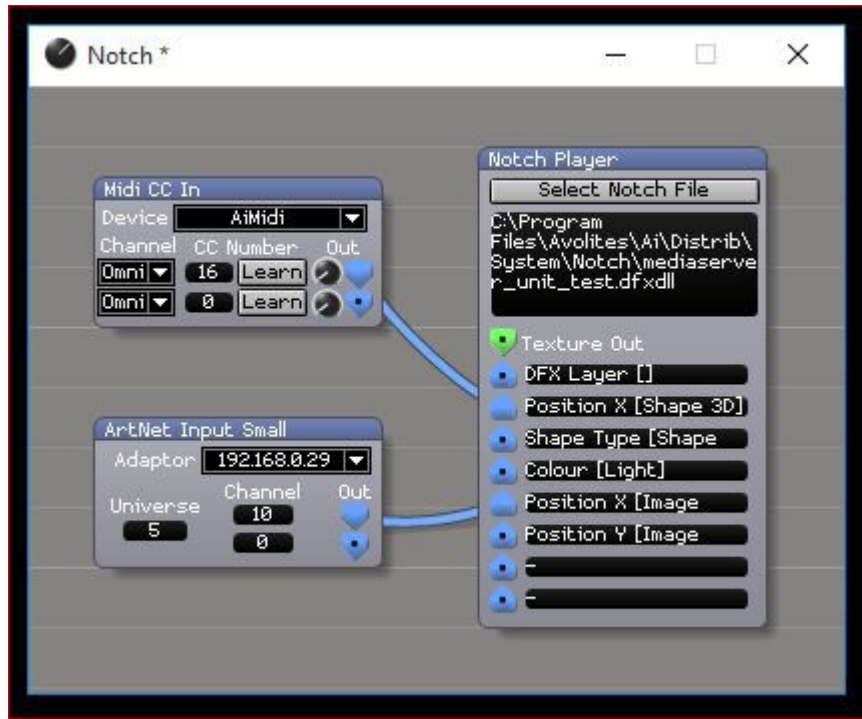 Notch *
Midi CC In
Device AiMidi
Channel CC Number Out
Omni 16 Learn
Omni 0 Learn
ArtNet Input Small
Adaptor 192.168.0.29
Channel Out
Universe 10
5
0
Notch Player
Select Notch File
C:\Program
Files\Avolites\Ai\Distrib\
System\Notch\mediaserve
r_unit_test.dfxdll
Texture Out
DFX Layer []
Position X [Shape 3D]
Shape Type [Shape
Colour [Light]
Position X [Image
Position Y [Image
-
-